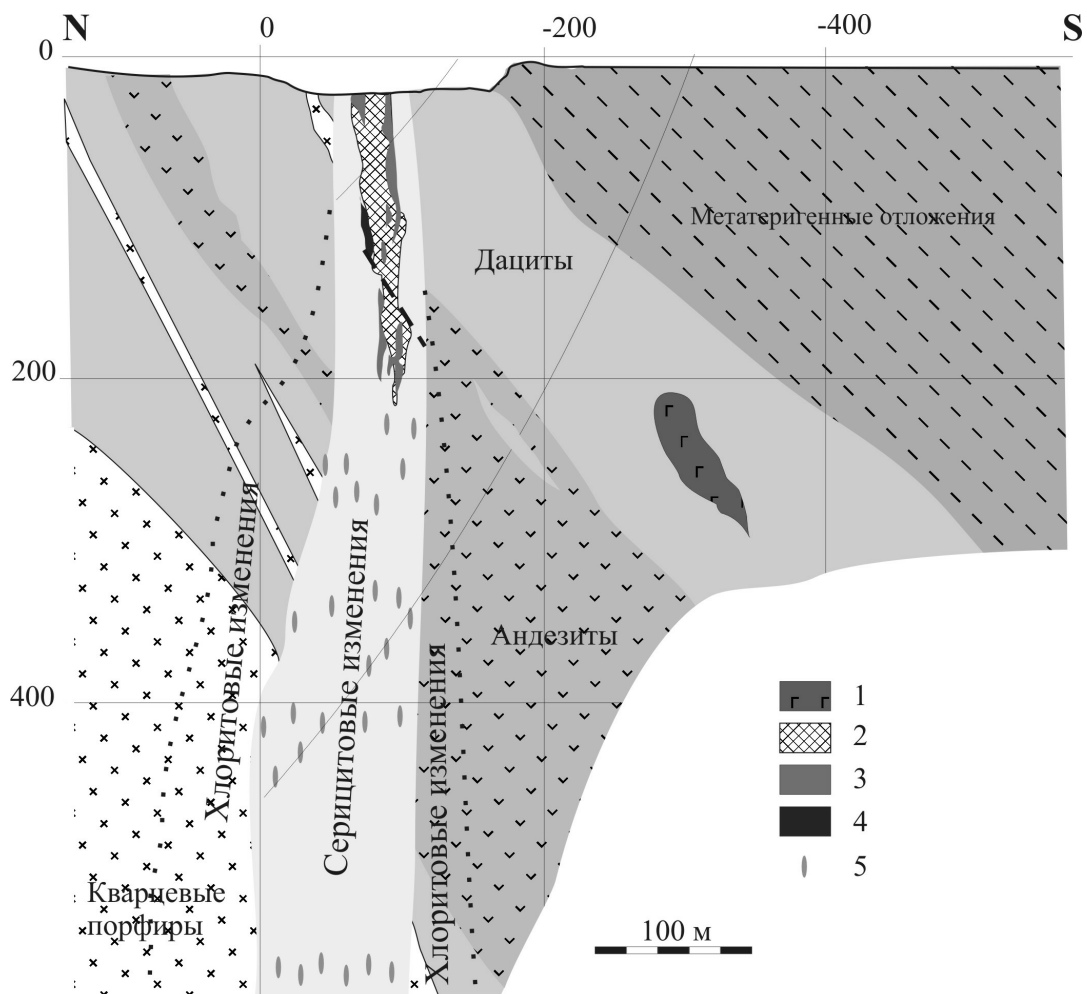 N 0 -200 -400 S
0
Метатеригенные отложения
Дациты
200
Хлоритовые изменения
Серицитовые изменения
Хлоритовые изменения
Андезиты
400
1
2
3
4
5
Кварцевые
порфиры
100 м